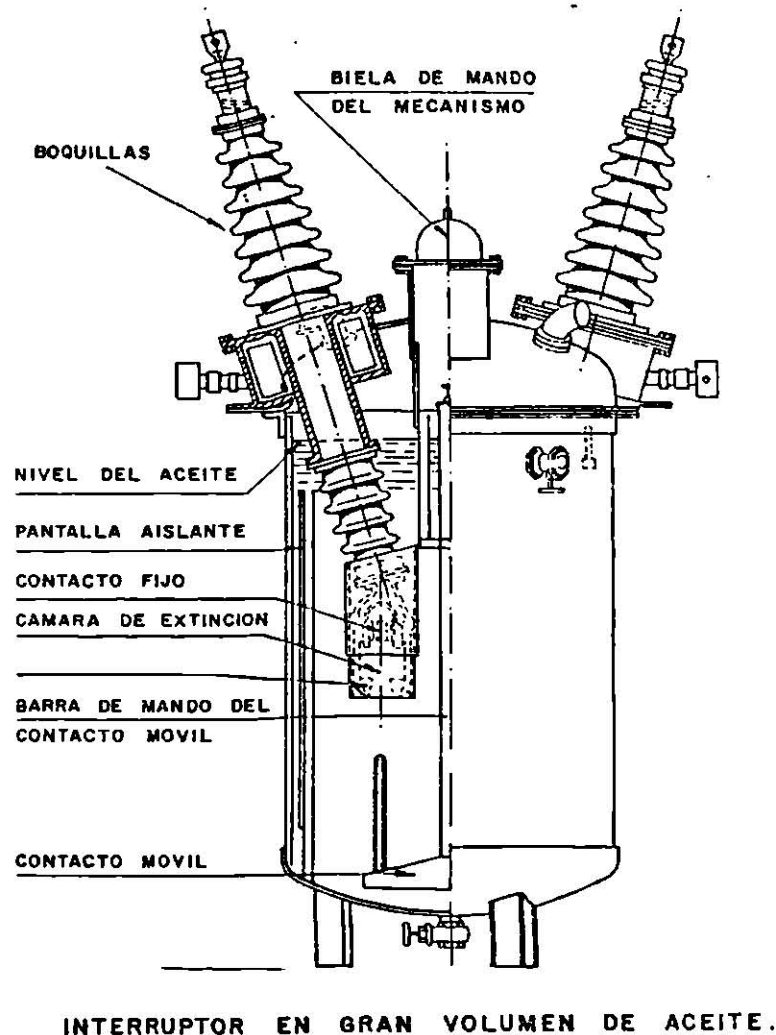 BIELA DE MANDO
DEL MECANISMO
BOQUILLAS
NIVEL DEL ACEITE
PANTALLA AISLANTE
CONTACTO FIJO
CAMARA DE EXTINCION
BARRA DE MANDO DEL
CONTACTO MOVIL
CONTACTO MOVIL
INTERRUPTOR EN GRAN VOLUMEN DE ACEITE.